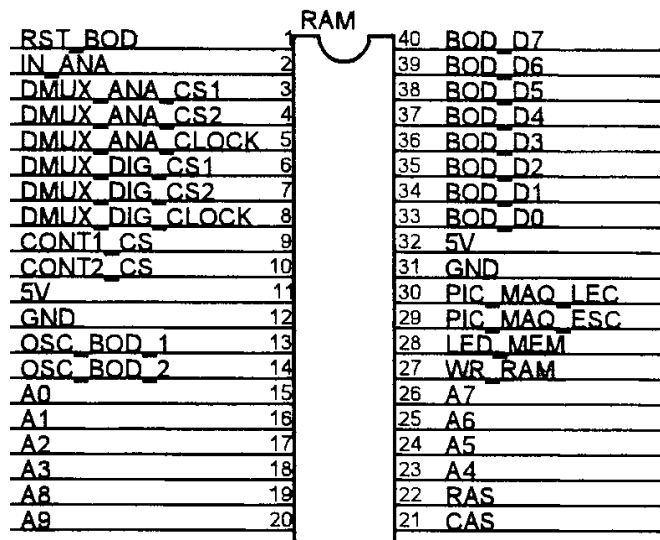 RAM
RST_BOD 1 40 BOD_D7
IN_ANA 2 39 BOD_D6
DMUX_ANA_CS1 3 38 BOD_D5
DMUX_ANA_CS2 4 37 BOD_D4
DMUX_ANA_CLOCK 5 36 BOD_D3
DMUX_DIG_CS1 6 35 BOD_D2
DMUX_DIG_CS2 7 34 BOD_D1
DMUX_DIG_CLOCK 8 33 BOD_D0
CONT1_CS 9 32 5V
CONT2_CS 10 31 GND
5V 11 30 PIC_MAQ_LEC
GND 12 29 PIC_MAQ_ESC
OSC_BOD_1 13 28 LED_MEM
OSC_BOD_2 14 27 WR_RAM
A0 15 26 A7
A1 16 25 A6
A2 17 24 A5
A3 18 23 A4
A8 19 22 RAS
A9 20 21 CAS